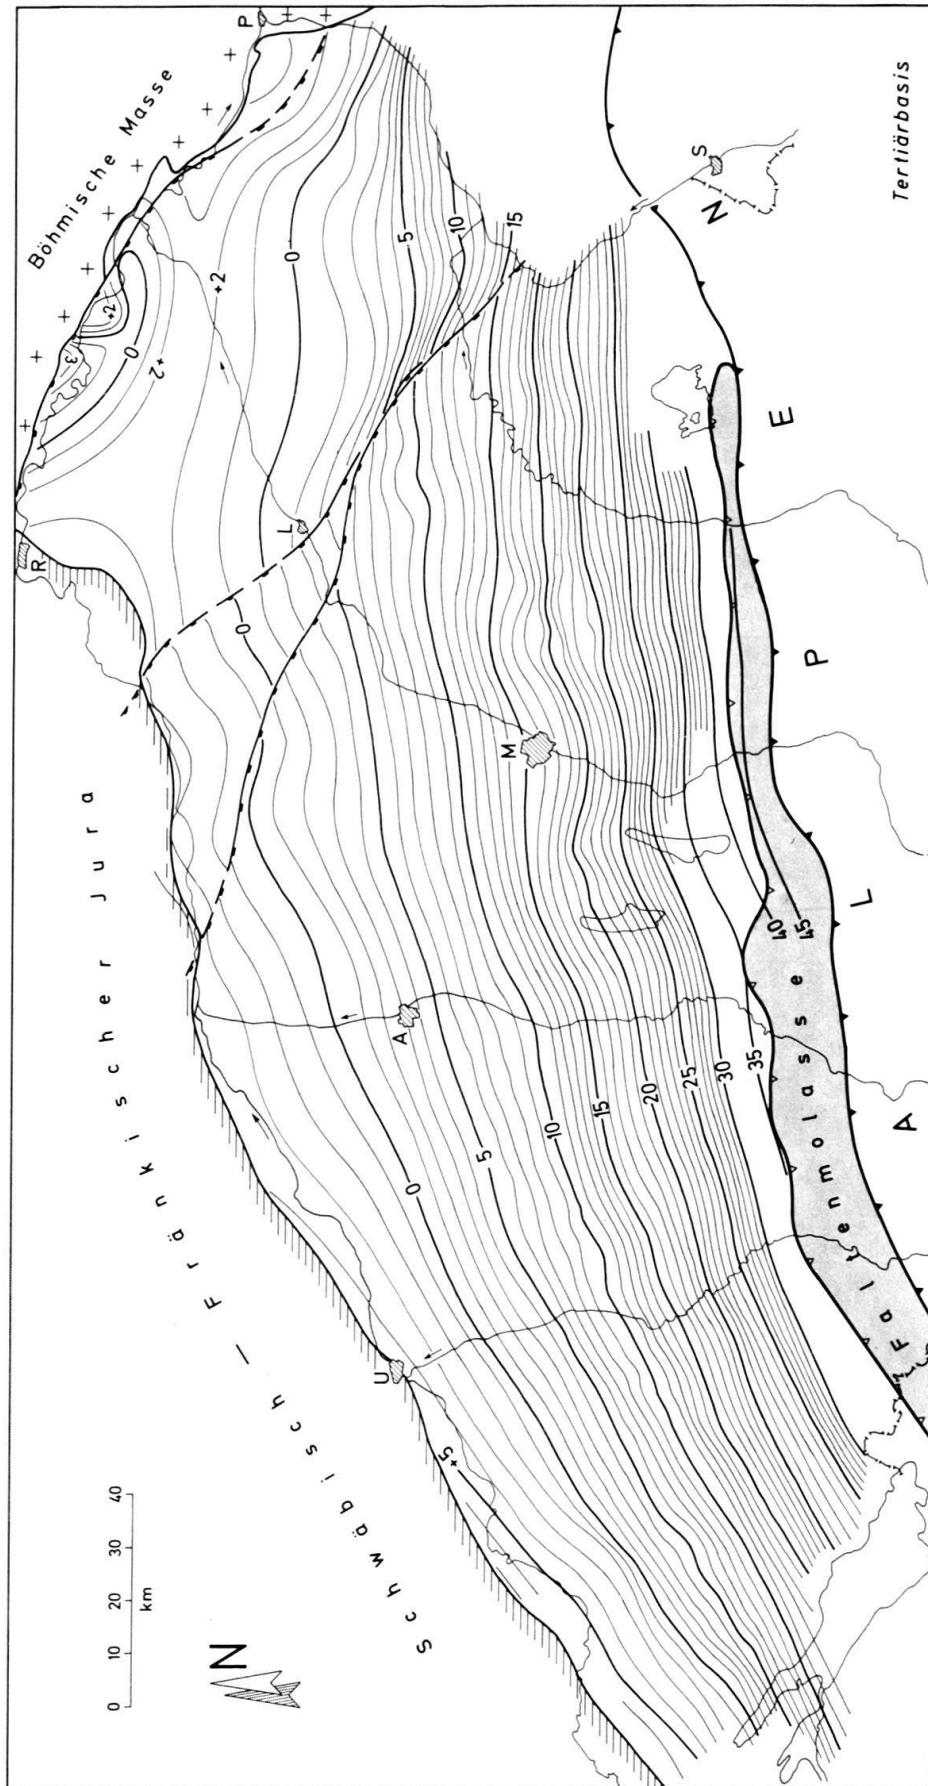 Böhmische Masse
P
R
-3
+2
0
+2
+2
0
0
L
5
10
15
S
Schwäbisch — Fränkischer Jura
M
A
U
+5
0
5
10
15
20
25
30
35
40
45
Faltenmolasse
ALPEN
N
0 10 20 30 40
km
Tertiärbasis